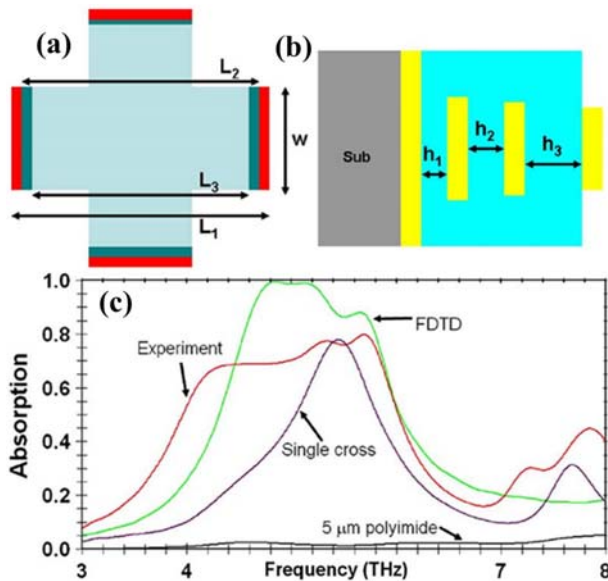 (a)
L2
W
L3
L1
(b)
Sub
h1
h2
h3
(c)
1.0
0.8
0.6
0.4
0.2
0.0
Absorption
Experiment
FDTD
Single cross
5 μm polyimide
3
4
Frequency (THz)
7
8